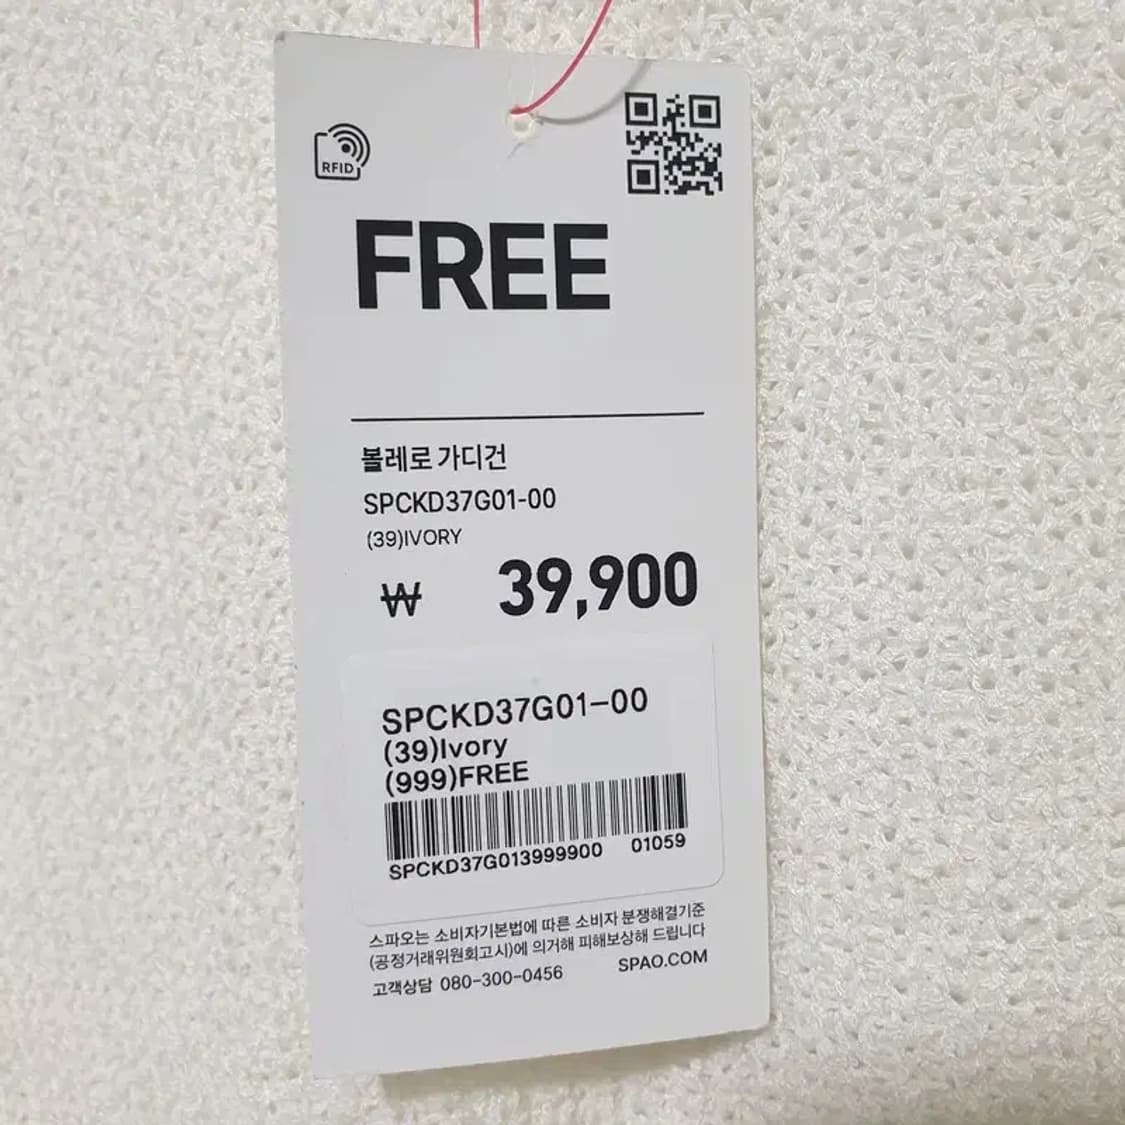 RFID
FREE
볼레로 가디건
SPCKD37G01-00
(39)IVORY
₩ 39,900
SPCKD37G01-00
(39)Ivory
(999)FREE
SPCKD37G013999900 01059
스파오는 소비자기본법에 따른 소비자 분쟁해결기준
(공정거래위원회고시)에 의거해 피해보상해 드립니다
고객상담 080-300-0456 SPAO.COM